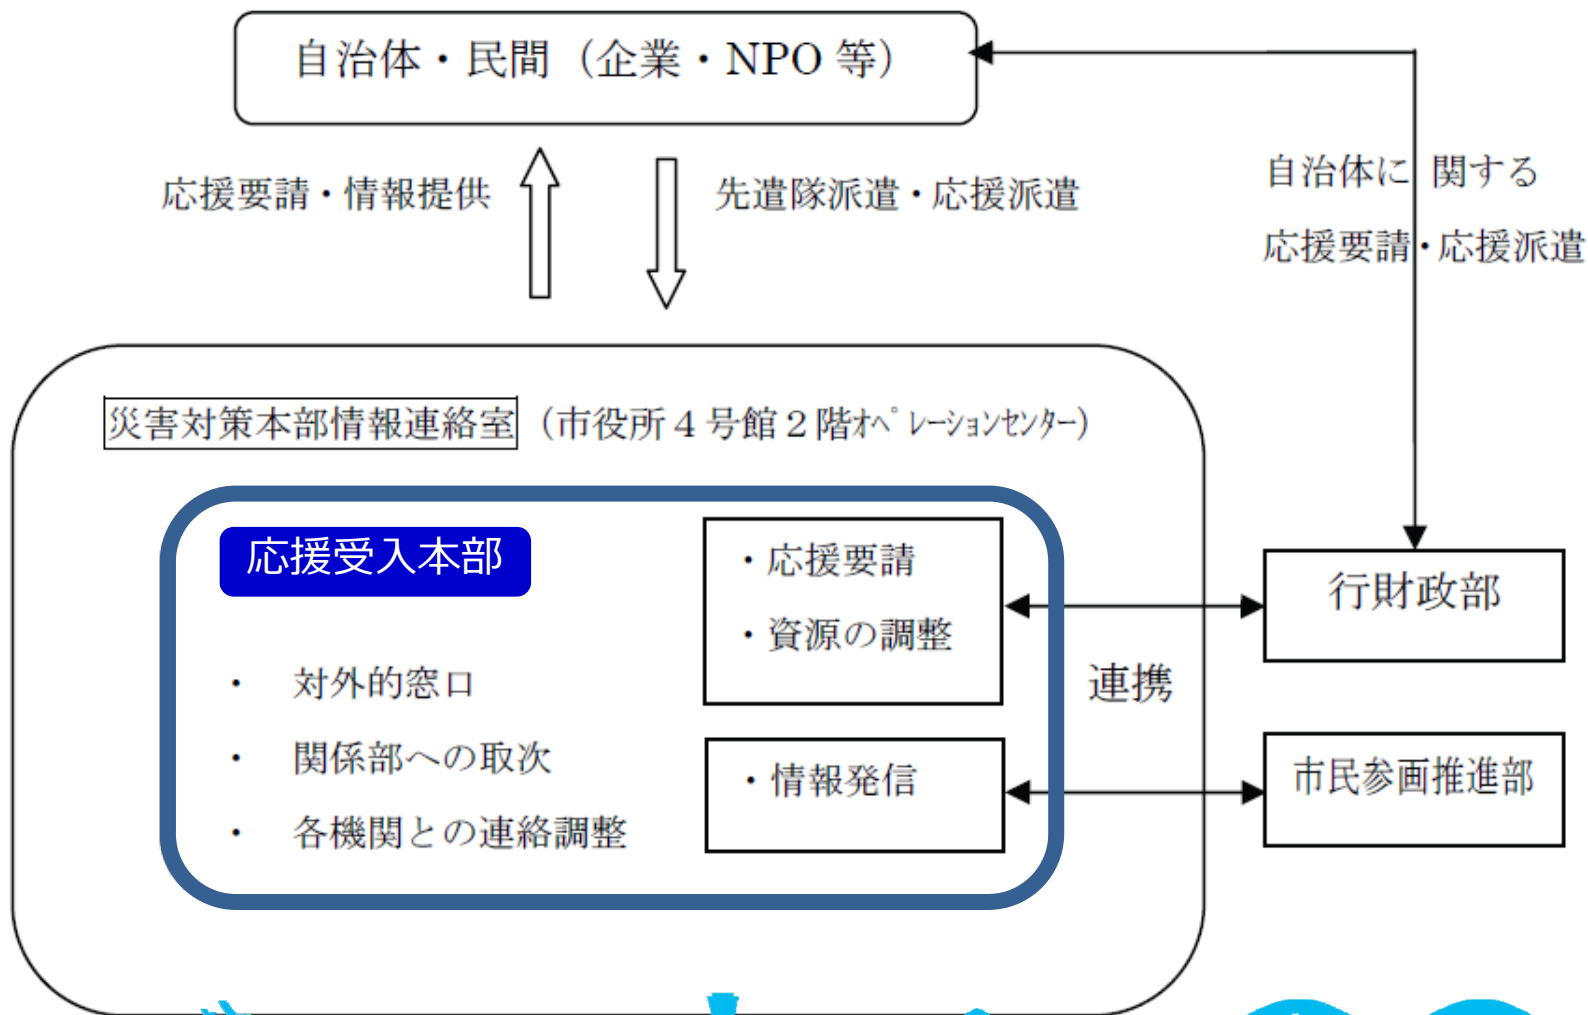 自治体・民間（企業・NPO 等）
応援要請・情報提供
先遣隊派遣・応援派遣
自治体に 関する
応援要請・応援派遣
災害対策本部情報連絡室（市役所４号館２階ｵﾍﾟﾚｰｼｮﾝｾﾝﾀｰ）
応援受入本部
・ 対外的窓口
・ 関係部への取次
・ 各機関との連絡調整
・応援要請
・資源の調整
・情報発信
連携
行財政部
市民参画推進部